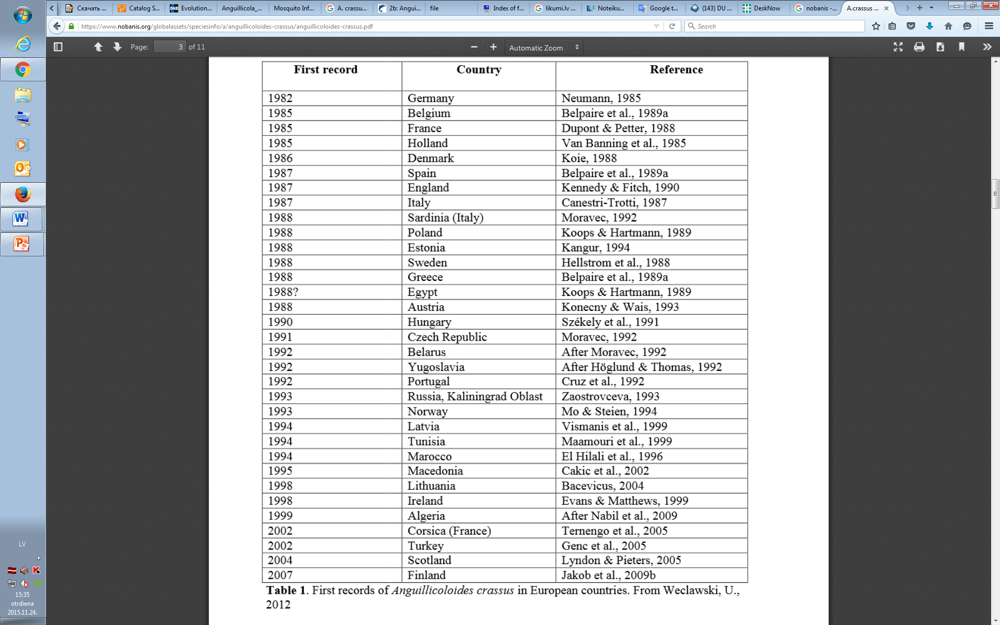 Скачать ...
Catalog S...
DNB Evolution...
Anguillicola_...
Mosquito Inf...
A. crassu...
2b: Angui...
file
Index of f...
likumi.lv ...
Noteiku...
Google t...
(143) DU ...
DeskNow
nobanis -...
A.crassus ...
https://www.nobanis.org/globalassets/speciesinfo/a/anguillicoloides-crassus/anguillicoloides-crassus.pdf
Search
Page: 3 of 11
Automatic Zoom
First record Country Reference
1982 Germany Neumann, 1985
1985 Belgium Belpaire et al., 1989a
1985 France Dupont & Petter, 1988
1985 Holland Van Banning et al., 1985
1986 Denmark Koie, 1988
1987 Spain Belpaire et al., 1989a
1987 England Kennedy & Fitch, 1990
1987 Italy Canestri-Trotti, 1987
1988 Sardinia (Italy) Moravec, 1992
1988 Poland Koops & Hartmann, 1989
1988 Estonia Kangur, 1994
1988 Sweden Hellstrom et al., 1988
1988 Greece Belpaire et al., 1989a
1988? Egypt Koops & Hartmann, 1989
1988 Austria Konecny & Wais, 1993
1990 Hungary Székely et al., 1991
1991 Czech Republic Moravec, 1992
1992 Belarus After Moravec, 1992
1992 Yugoslavia After Höglund & Thomas, 1992
1992 Portugal Cruz et al., 1992
1993 Russia, Kaliningrad Oblast Zaostrovceva, 1993
1993 Norway Mo & Steien, 1994
1994 Latvia Vismanis et al., 1999
1994 Tunisia Maamouri et al., 1999
1994 Marocco El Hilali et al., 1996
1995 Macedonia Cakic et al., 2002
1998 Lithuania Bacevicus, 2004
1998 Ireland Evans & Matthews, 1999
1999 Algeria After Nabil et al., 2009
2002 Corsica (France) Ternengo et al., 2005
2002 Turkey Genc et al., 2005
2004 Scotland Lyndon & Pieters, 2005
2007 Finland Jakob et al., 2009b
Table 1. First records of Anguillicoloides crassus in European countries. From Weclawski, U.,
2012
LV
15:35
otrdiena
2015.11.24.